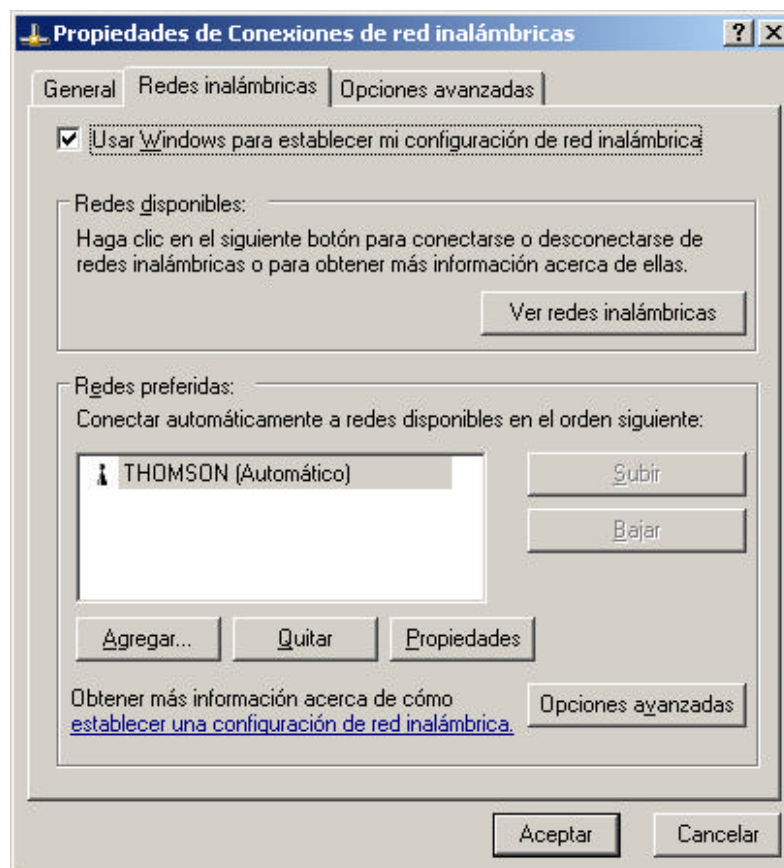 Propiedades de Conexiones de red inalámbricas
General
Redes inalámbricas
Opciones avanzadas
Usar Windows para establecer mi configuración de red inalámbrica
Redes disponibles:
Haga clic en el siguiente botón para conectarse o desconectarse de
redes inalámbricas o para obtener más información acerca de ellas.
Ver redes inalámbricas
Redes preferidas:
Conectar automáticamente a redes disponibles en el orden siguiente:
THOMSON (Automático)
Subir
Bajar
Agregar...
Quitar
Propiedades
Obtener más información acerca de cómo
establecer una configuración de red inalámbrica.
Opciones avanzadas
Aceptar
Cancelar